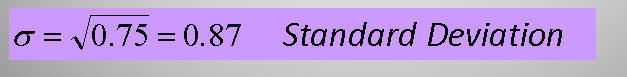 σ = √0.75 = 0.87 Standard Deviation